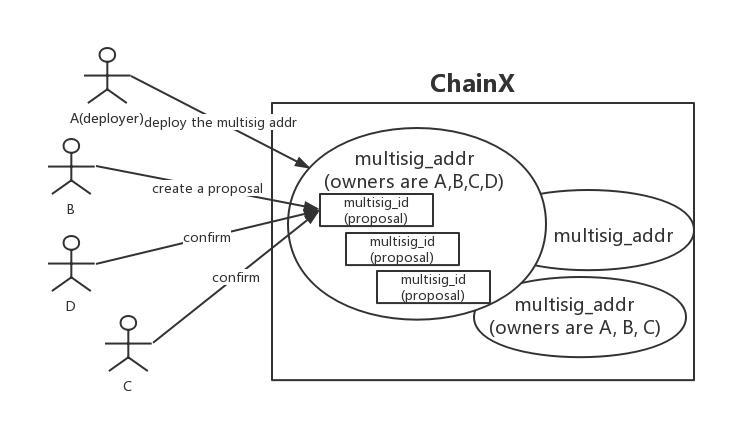 ChainX
A(deployer)
deploy the multisig addr
multisig_addr
(owners are A,B,C,D)
B
create a proposal
multisig_id
(proposal)
D
confirm
multisig_id
(proposal)
multisig_addr
confirm
multisig_id
(proposal)
multisig_addr
(owners are A, B, C)
C